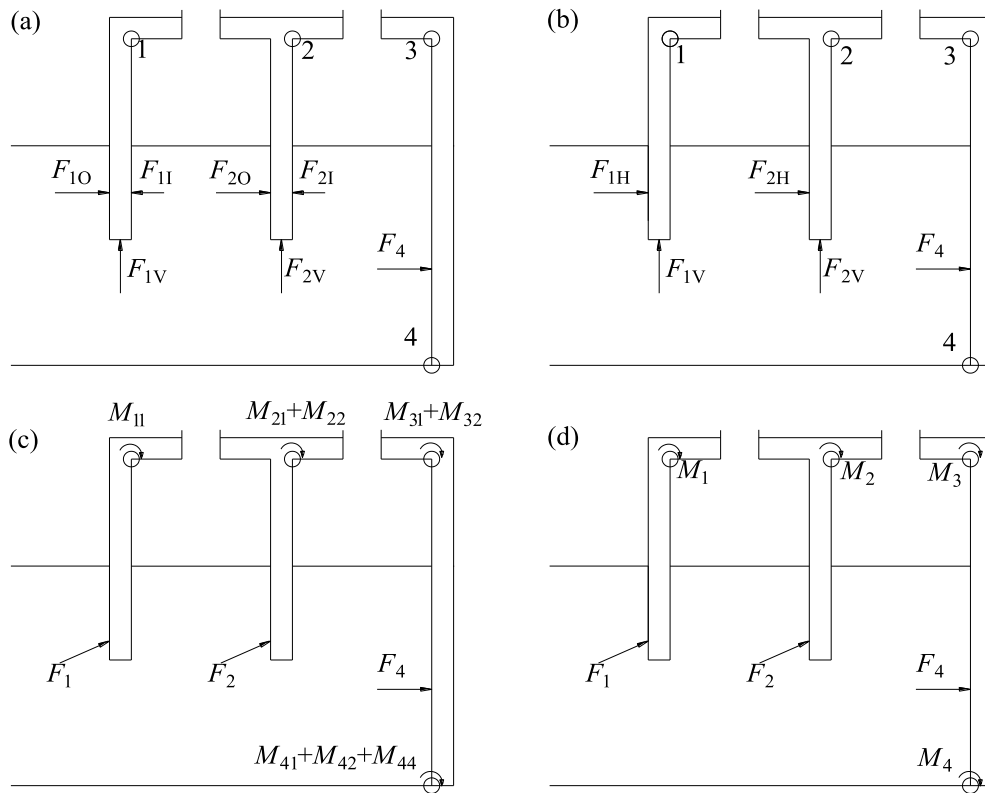 (a)
1 2 3
F1O F1I F2O F2I
F4
F1V F2V
4
(b)
1 2 3
F1H F2H
F4
F1V F2V
4
(c)
M11 M21+M22 M31+M32
F1 F2 F4
M41+M42+M44
(d)
M1 M2 M3
F1 F2 F4
M4